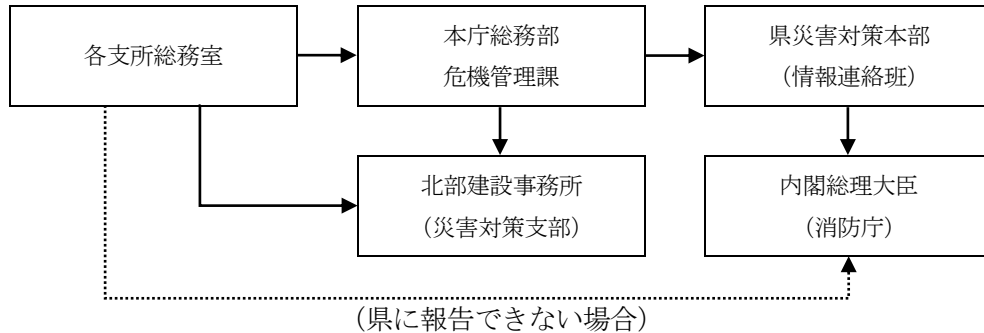 各支所総務室
本庁総務部
危機管理課
県災害対策本部
(情報連絡班)
北部建設事務所
(災害対策支部)
内閣総理大臣
(消防庁)
(県に報告できない場合)